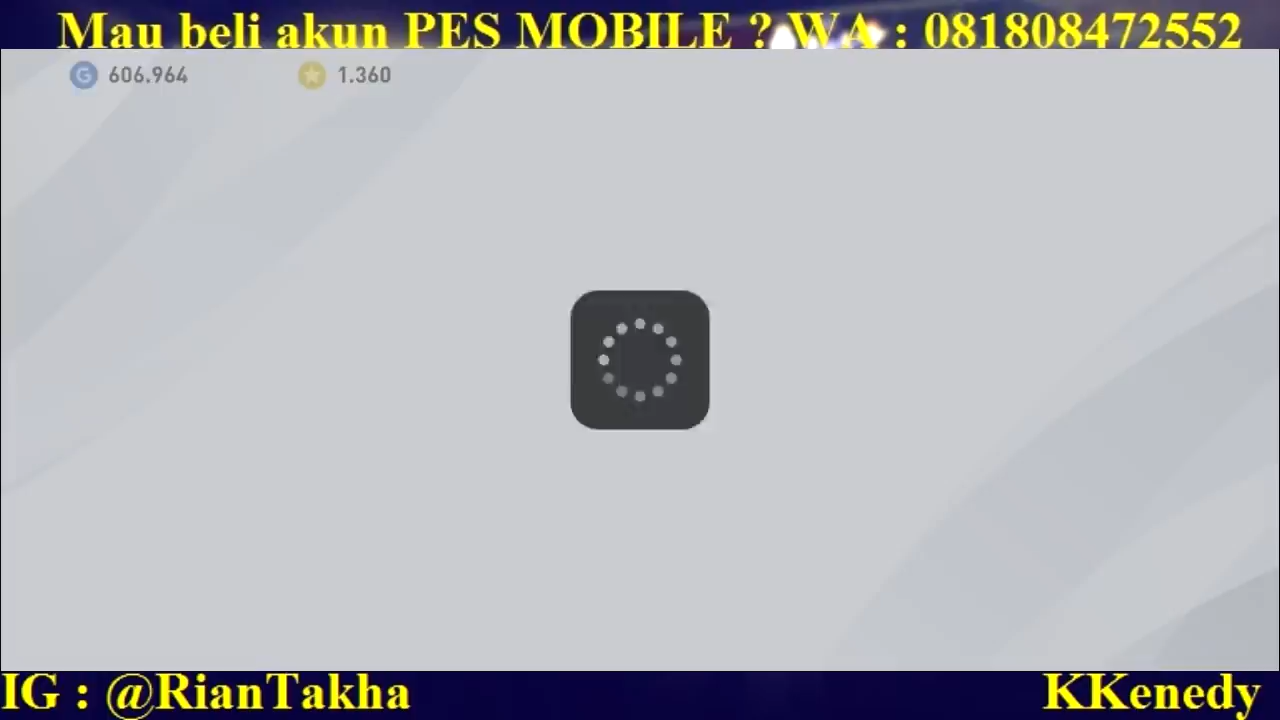 Mau beli akun PES MOBILE ? WA : 081808472552
G 606.964 1.360
IG : @RianTakha KKenedy